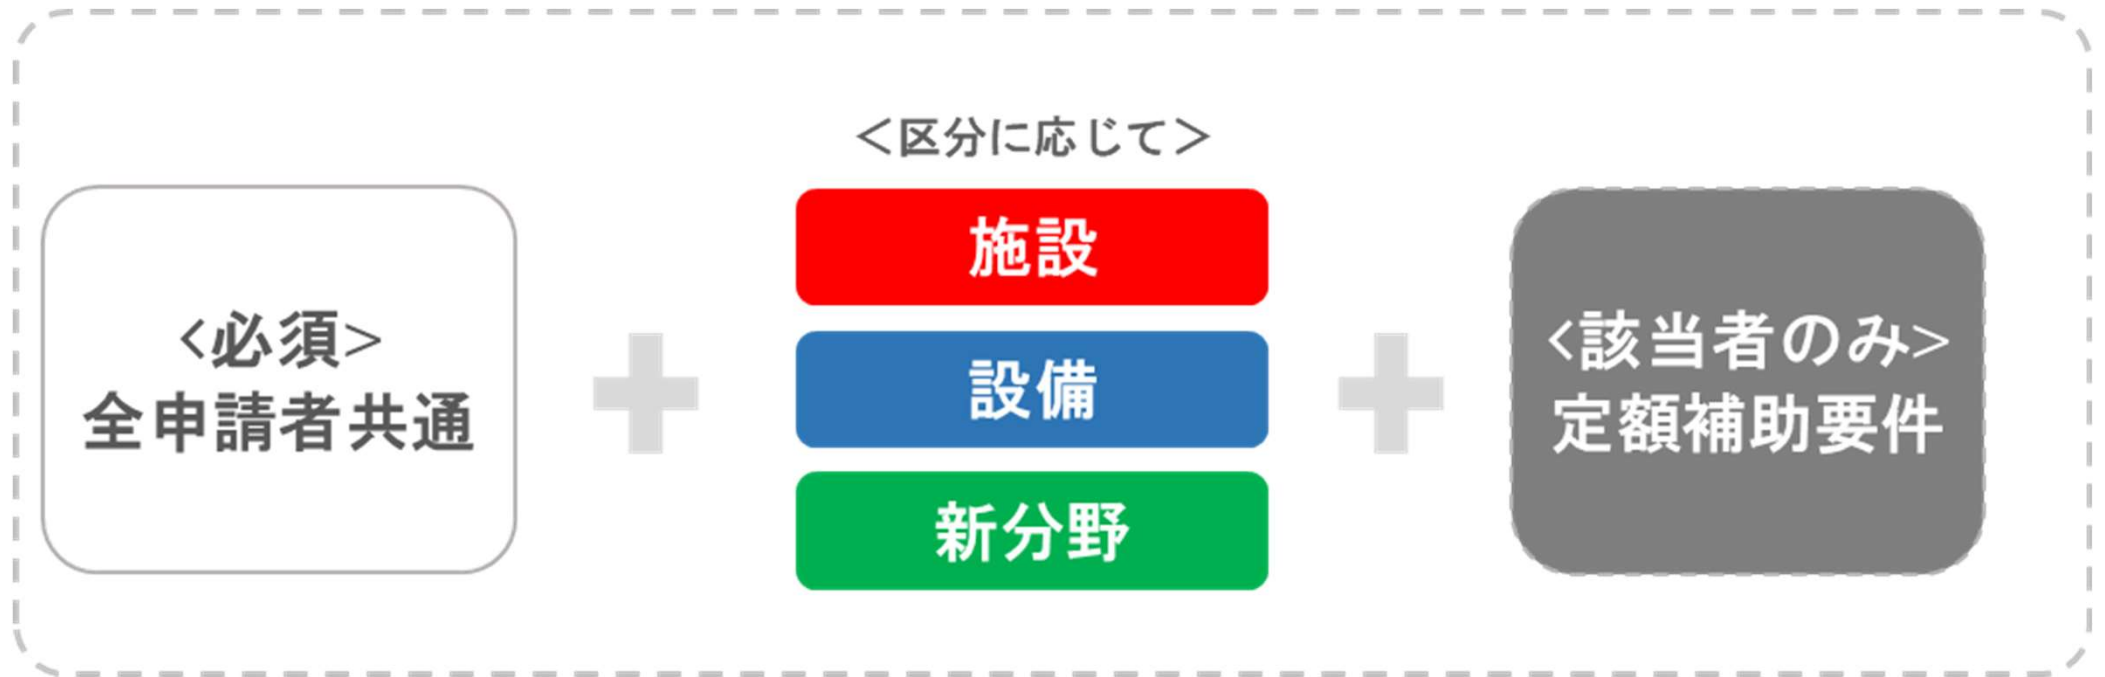 <必須>
全申請者共通
＜区分に応じて＞
施設
設備
新分野
<該当者のみ>
定額補助要件